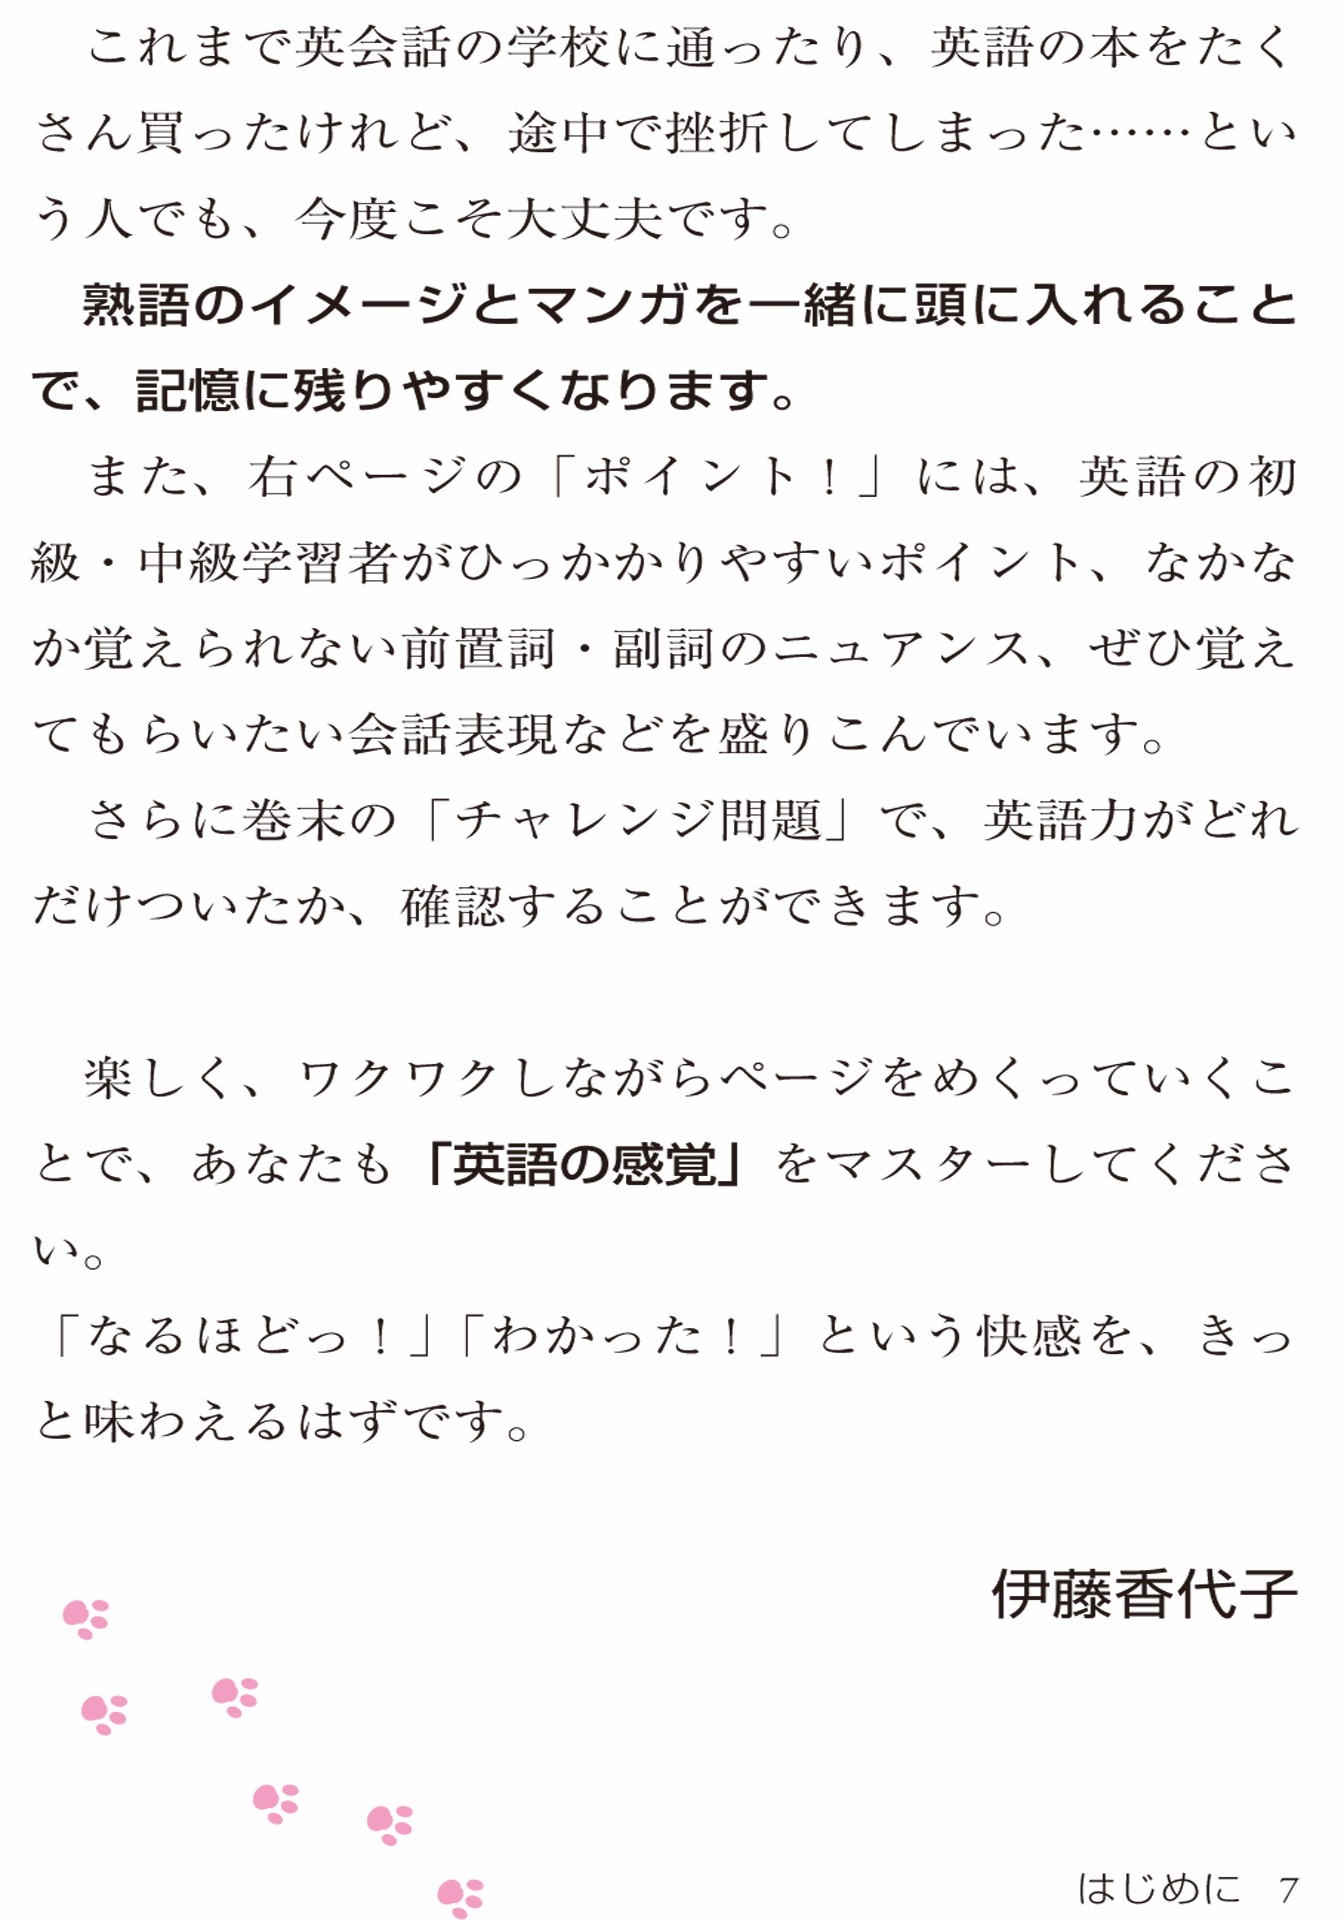 これまで英会話の学校に通ったり、英語の本をたく
さん買ったけれど、途中で挫折してしまった……とい
う人でも、今度こそ大丈夫です。
熟語のイメージとマンガを一緒に頭に入れること
で、記憶に残りやすくなります。
また、右ページの「ポイント！」には、英語の初
級・中級学習者がひっかかりやすいポイント、なかな
か覚えられない前置詞・副詞のニュアンス、ぜひ覚え
てもらいたい会話表現などを盛りこんでいます。
さらに巻末の「チャレンジ問題」で、英語力がどれ
だけついたか、確認することができます。
楽しく、ワクワクしながらページをめくっていくこ
とで、あなたも「英語の感覚」をマスターしてくださ
い。
「なるほどっ！」「わかった！」という快感を、きっ
と味わえるはずです。
伊藤香代子
はじめに 7